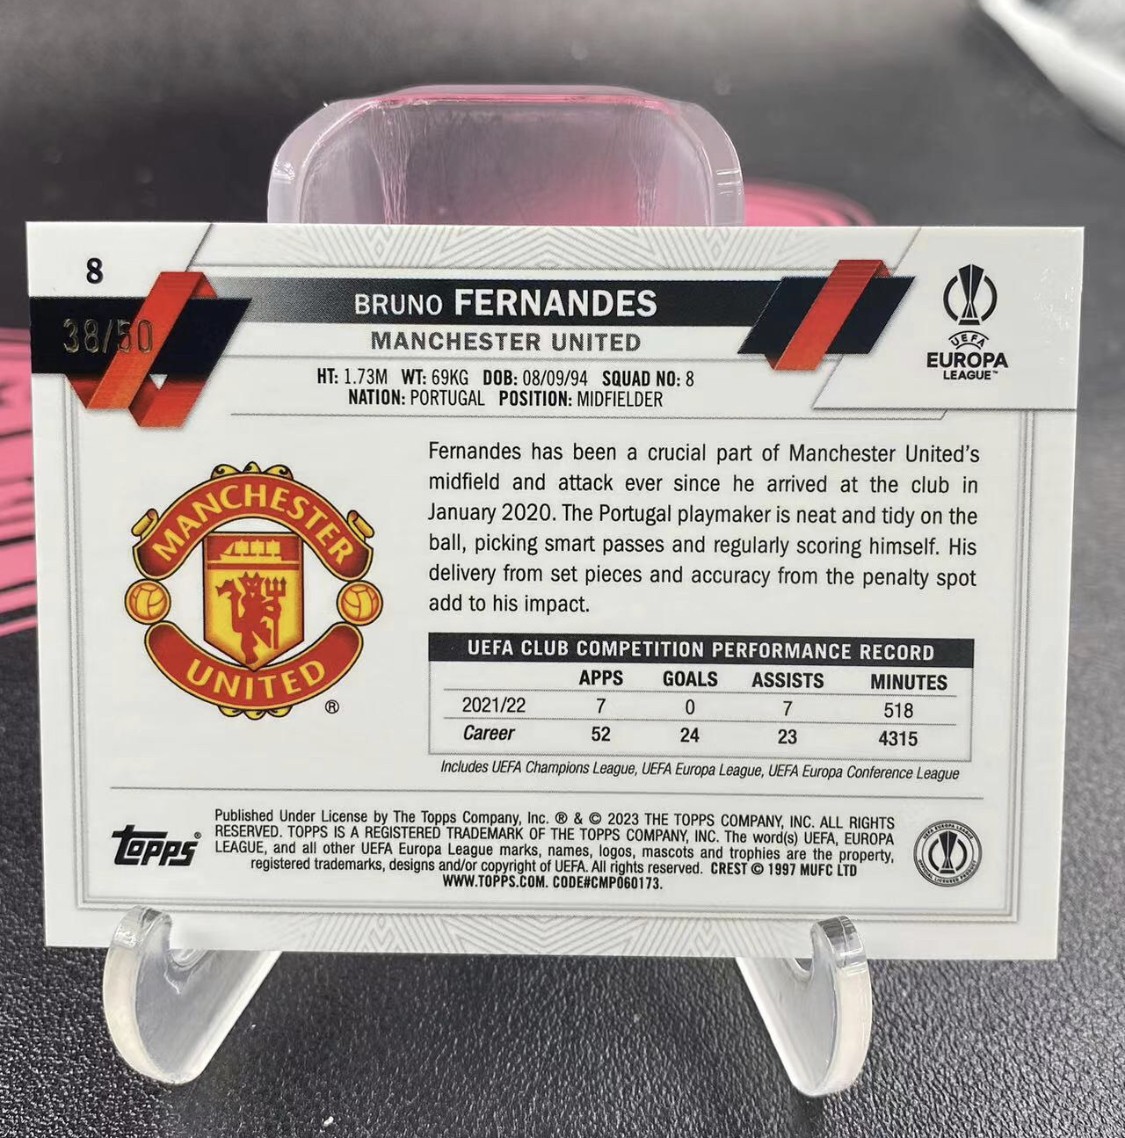 8
38/50
BRUNO FERNANDES
MANCHESTER UNITED
HT: 1.73M WT: 69KG DOB: 08/09/94 SQUAD NO: 8
NATION: PORTUGAL POSITION: MIDFIELDER
UEFA
EUROPA
LEAGUE™
MANCHESTER
UNITED
®
Fernandes has been a crucial part of Manchester United's
midfield and attack ever since he arrived at the club in
January 2020. The Portugal playmaker is neat and tidy on the
ball, picking smart passes and regularly scoring himself. His
delivery from set pieces and accuracy from the penalty spot
add to his impact.
UEFA CLUB COMPETITION PERFORMANCE RECORD
APPS GOALS ASSISTS MINUTES
2021/22 7 0 7 518
Career 52 24 23 4315
Includes UEFA Champions League, UEFA Europa League, UEFA Europa Conference League
topps®
Published Under License by The Topps Company, Inc. ® & © 2023 THE TOPPS COMPANY, INC. ALL RIGHTS
RESERVED. TOPPS IS A REGISTERED TRADEMARK OF THE TOPPS COMPANY, INC. The word(s) UEFA, EUROPA
LEAGUE, and all other UEFA Europa League marks, names, logos, mascots and trophies are the property,
registered trademarks, designs and/or copyright of UEFA. All rights reserved. CREST © 1997 MUFC LTD
WWW.TOPPS.COM. CODE#CMP060173.